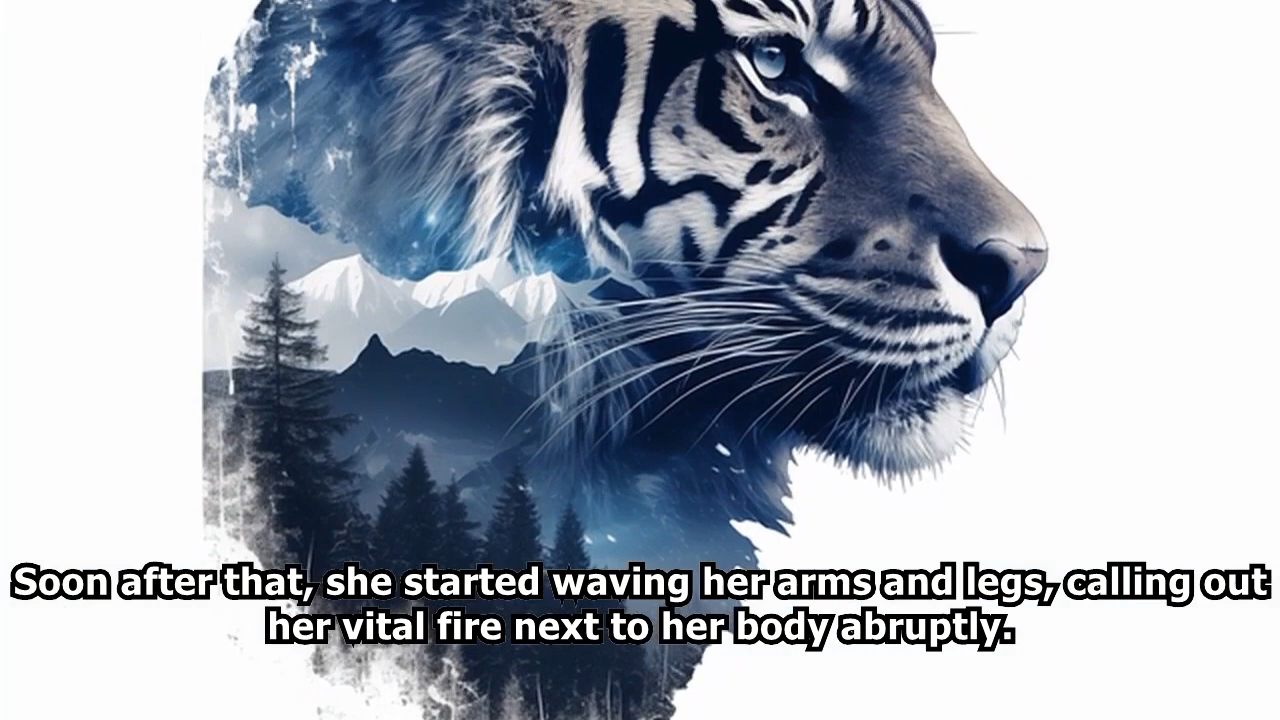 Soon after that, she started waving her arms and legs, calling out
her vital fire next to her body abruptly.